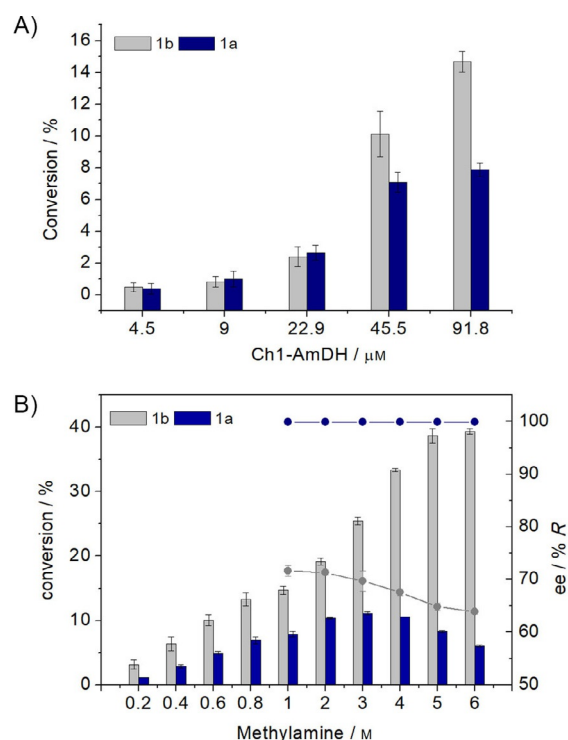 A)
1b 1a
16
14
12
10
8
6
4
2
0
Conversion / %
4.5 9 22.9 45.5 91.8
Ch1-AmDH / μM
B)
1b 1a
40
30
20
10
0
conversion / %
100
90
80
70
60
50
ee / % R
0.2 0.4 0.6 0.8 1 2 3 4 5 6
Methylamine / M